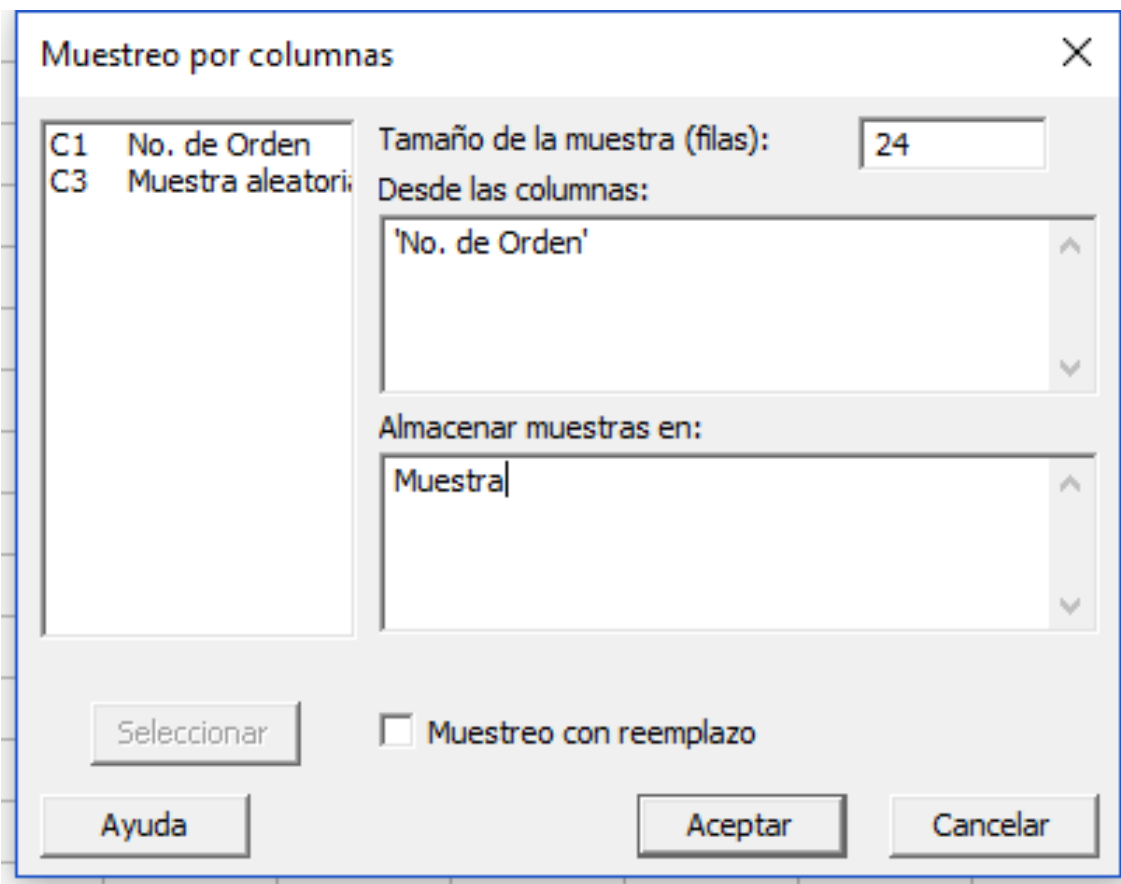 Muestreo por columnas
C1 No. de Orden
C3 Muestra aleatoria
Tamaño de la muestra (filas): 24
Desde las columnas:
'No. de Orden'
Almacenar muestras en:
Muestra
Seleccionar
Muestreo con reemplazo
Ayuda
Aceptar
Cancelar